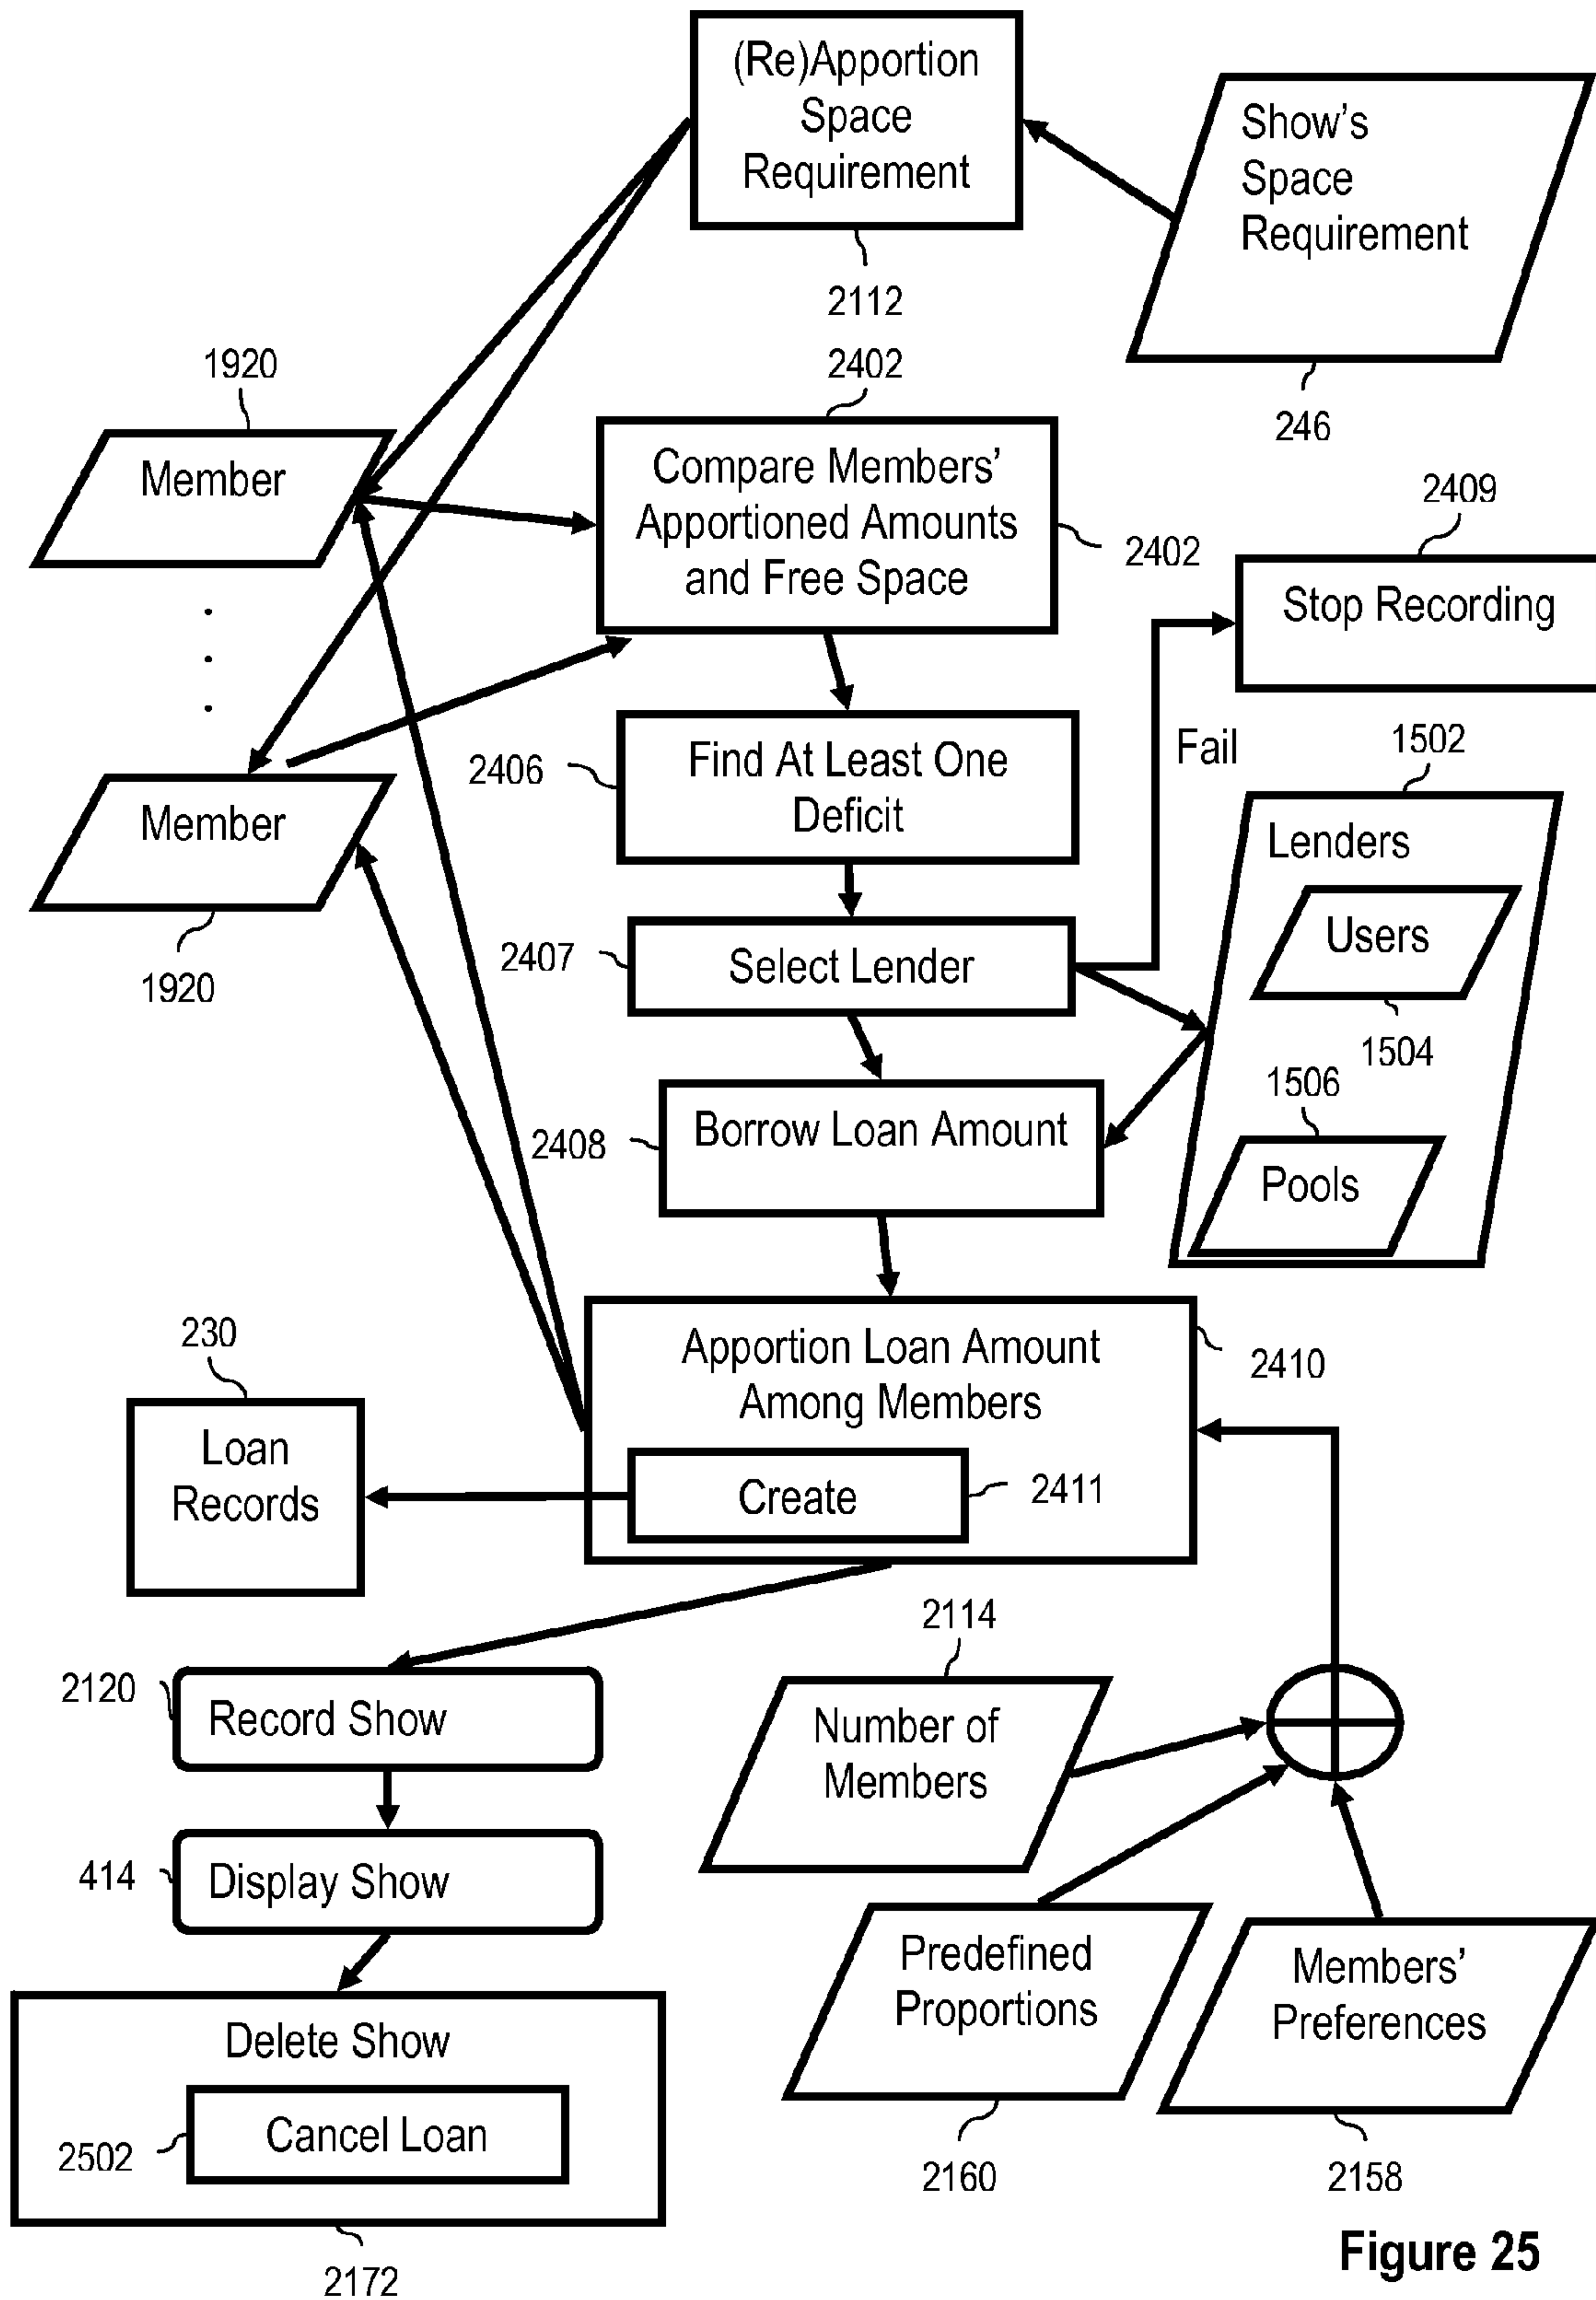 (Re)Apportion
Space
Requirement
2112
Show's
Space
Requirement
246
1920
Member
.
.
.
Member
1920
2402
Compare Members'
Apportioned Amounts
and Free Space
2402
2409
Stop Recording
2406
Find At Least One
Deficit
Fail
2407
Select Lender
1502
Lenders
Users
1504
1506
Pools
2408
Borrow Loan Amount
230
Loan
Records
Apportion Loan Amount
Among Members
2410
Create
2411
2120
Record Show
414
Display Show
Delete Show
2502
Cancel Loan
2172
2114
Number of
Members
Predefined
Proportions
2160
Members'
Preferences
2158
Figure 25